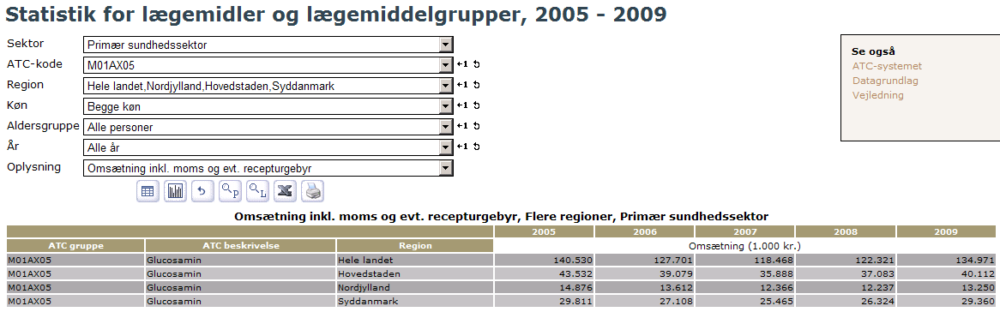 Statistik for lægemidler og lægemiddelgrupper, 2005 - 2009
Sektor Primær sundhedssektor
ATC-kode M01AX05 ←1
Region Hele landet,Nordjylland,Hovedstaden,Syddanmark ←1
Køn Begge køn ←1
Aldersgruppe Alle personer ←1
År Alle år ←1
Oplysning Omsætning inkl. moms og evt. recepturgebyr
Se også
ATC-systemet
Datagrundlag
Vejledning
P L
Omsætning inkl. moms og evt. recepturgebyr, Flere regioner, Primær sundhedssektor
2005 2006 2007 2008 2009
ATC gruppe ATC beskrivelse Region Omsætning (1.000 kr.)
M01AX05 Glucosamin Hele landet 140.530 127.701 118.468 122.321 134.971
M01AX05 Glucosamin Hovedstaden 43.532 39.079 35.888 37.083 40.112
M01AX05 Glucosamin Nordjylland 14.876 13.612 12.366 12.237 13.250
M01AX05 Glucosamin Syddanmark 29.811 27.108 25.465 26.324 29.360